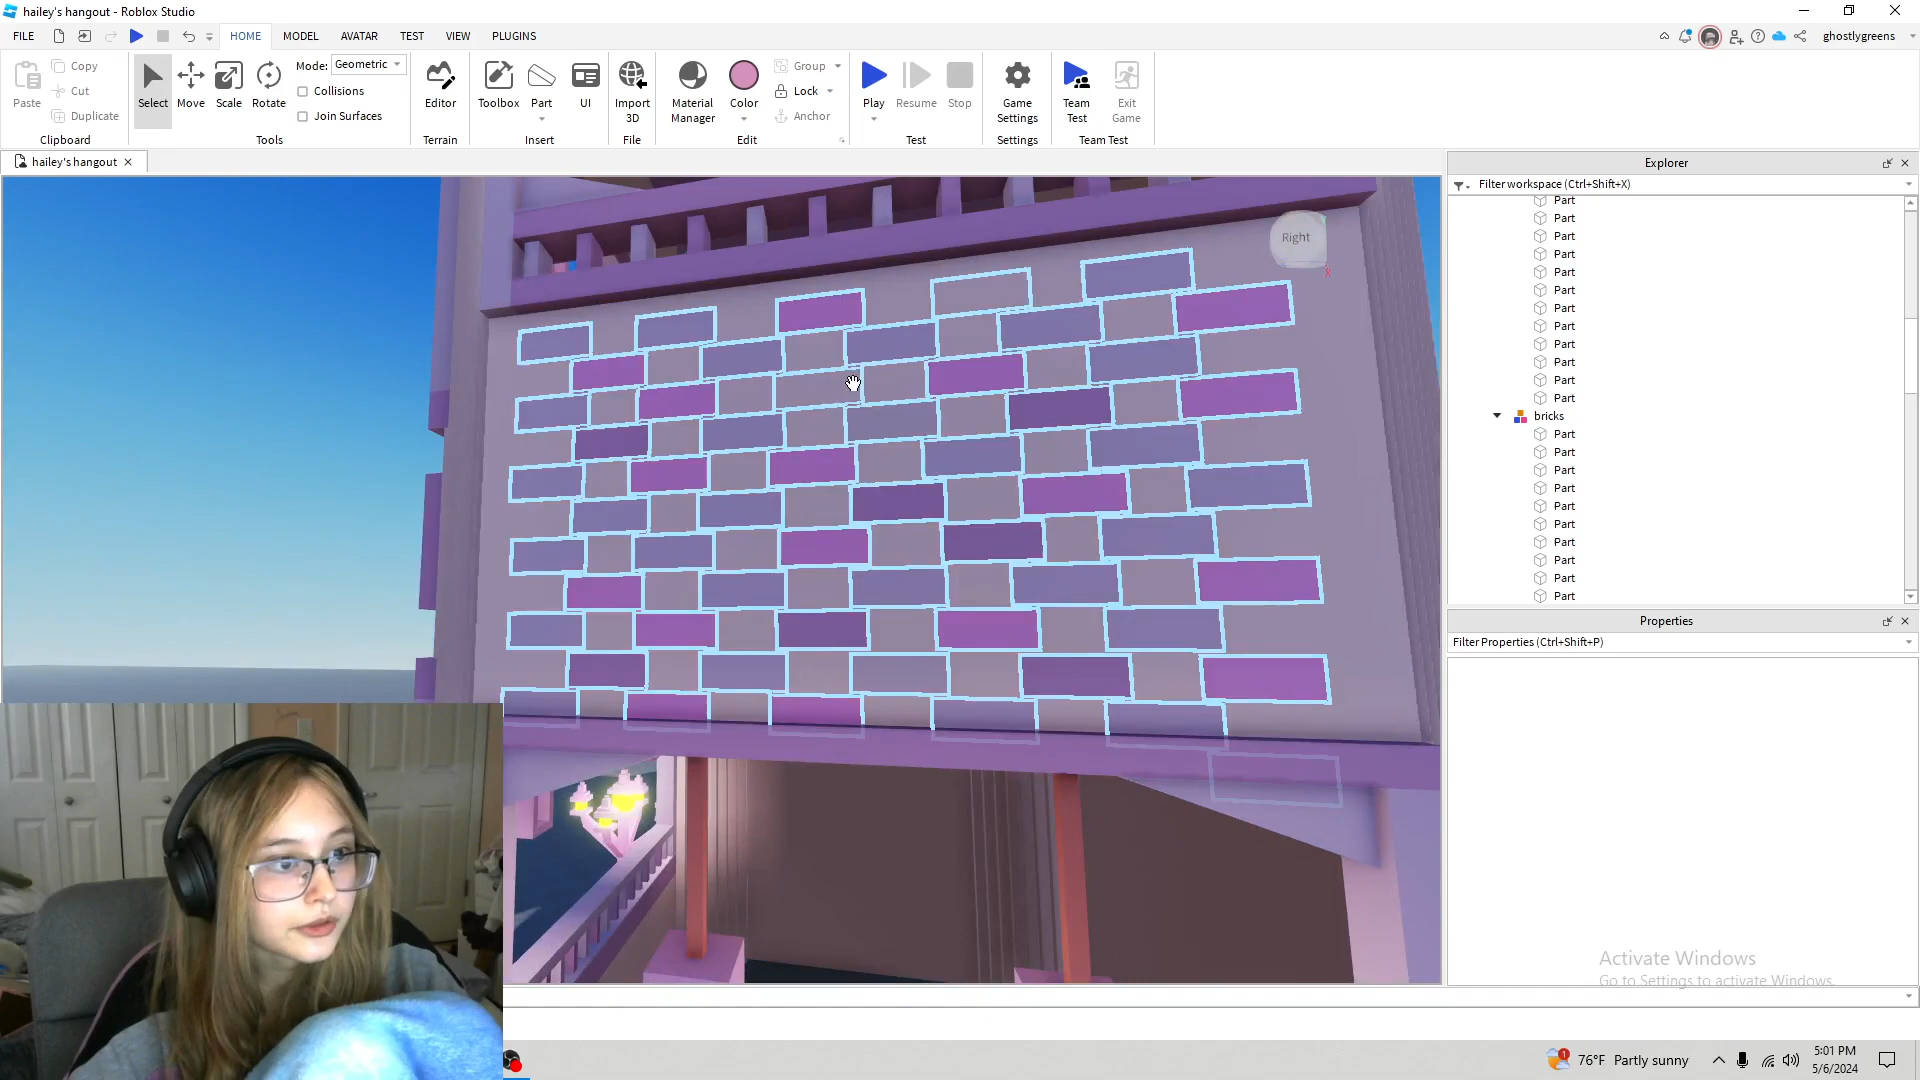 hailey's hangout - Roblox Studio
FILE HOME MODEL AVATAR TEST VIEW PLUGINS ghostlygreens
Paste Copy Cut Duplicate Clipboard
Select Move Scale Rotate Mode: Geometric Collisions Join Surfaces Tools
Editor Terrain
Toolbox Part UI Insert
Import 3D File
Material Manager Color Group Lock Anchor Edit
Play Resume Stop Test
Game Settings Settings
Team Test Exit Game Team Test
hailey's hangout
Right
X
Explorer
Filter workspace (Ctrl+Shift+X)
Part
Part
Part
Part
Part
Part
Part
Part
Part
Part
Part
Part
bricks
Part
Part
Part
Part
Part
Part
Part
Part
Part
Part
Properties
Filter Properties (Ctrl+Shift+P)
Activate Windows
Go to Settings to activate Windows.
1
76°F Partly sunny
5:01 PM
5/6/2024